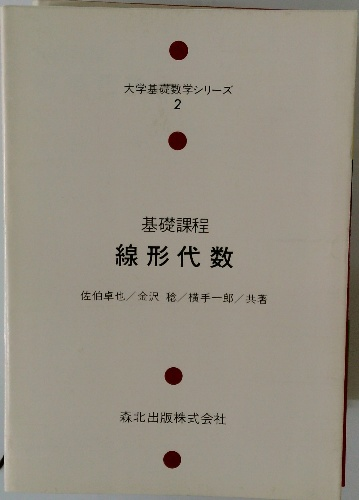 大学基礎数学シリーズ
2
基礎課程
線形代数
佐伯卓也／金沢 稔／横手一郎／共著
森北出版株式会社